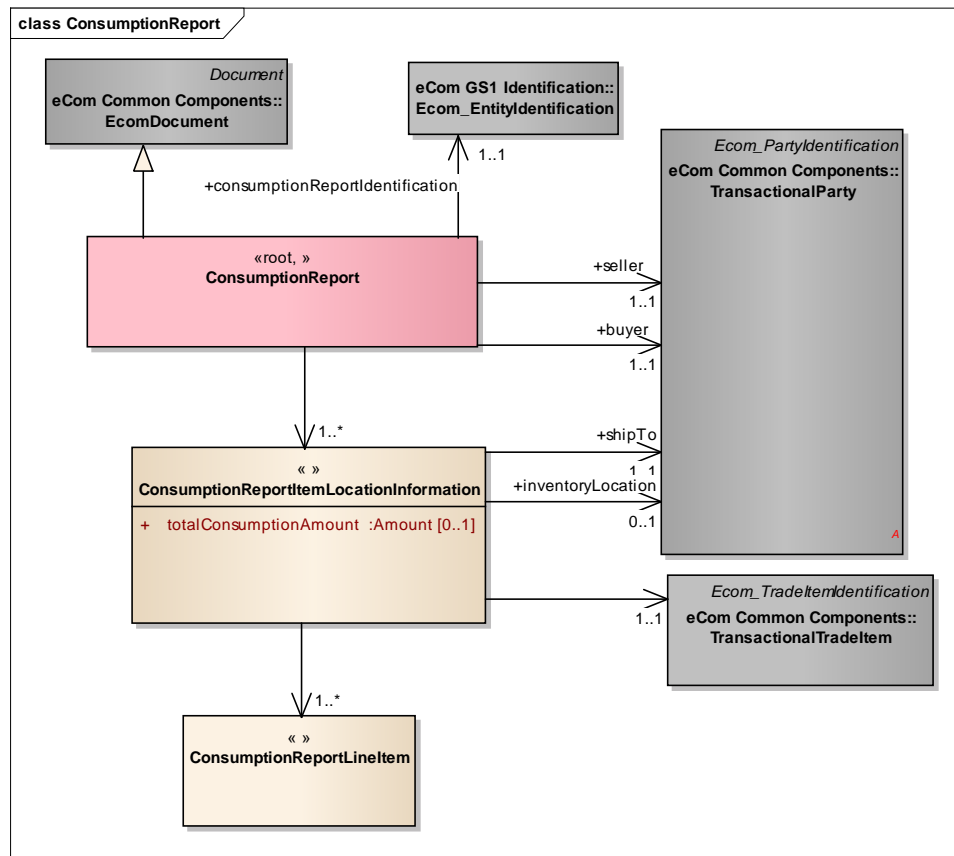 class ConsumptionReport
Document
eCom Common Components::
EcomDocument
eCom GS1 Identification::
Ecom_EntityIdentification
1..1
+consumptionReportIdentification
Ecom_PartyIdentification
eCom Common Components::
TransactionalParty
«root, »
ConsumptionReport
+seller
1..1
+buyer
1..1
1..*
+shipTo
1..1
« »
ConsumptionReportItemLocationInformation
+inventoryLocation
0..1
+ totalConsumptionAmount :Amount [0..1]
A
Ecom_TradeItemIdentification
1..1
eCom Common Components::
TransactionalTradeItem
1..*
« »
ConsumptionReportLineItem